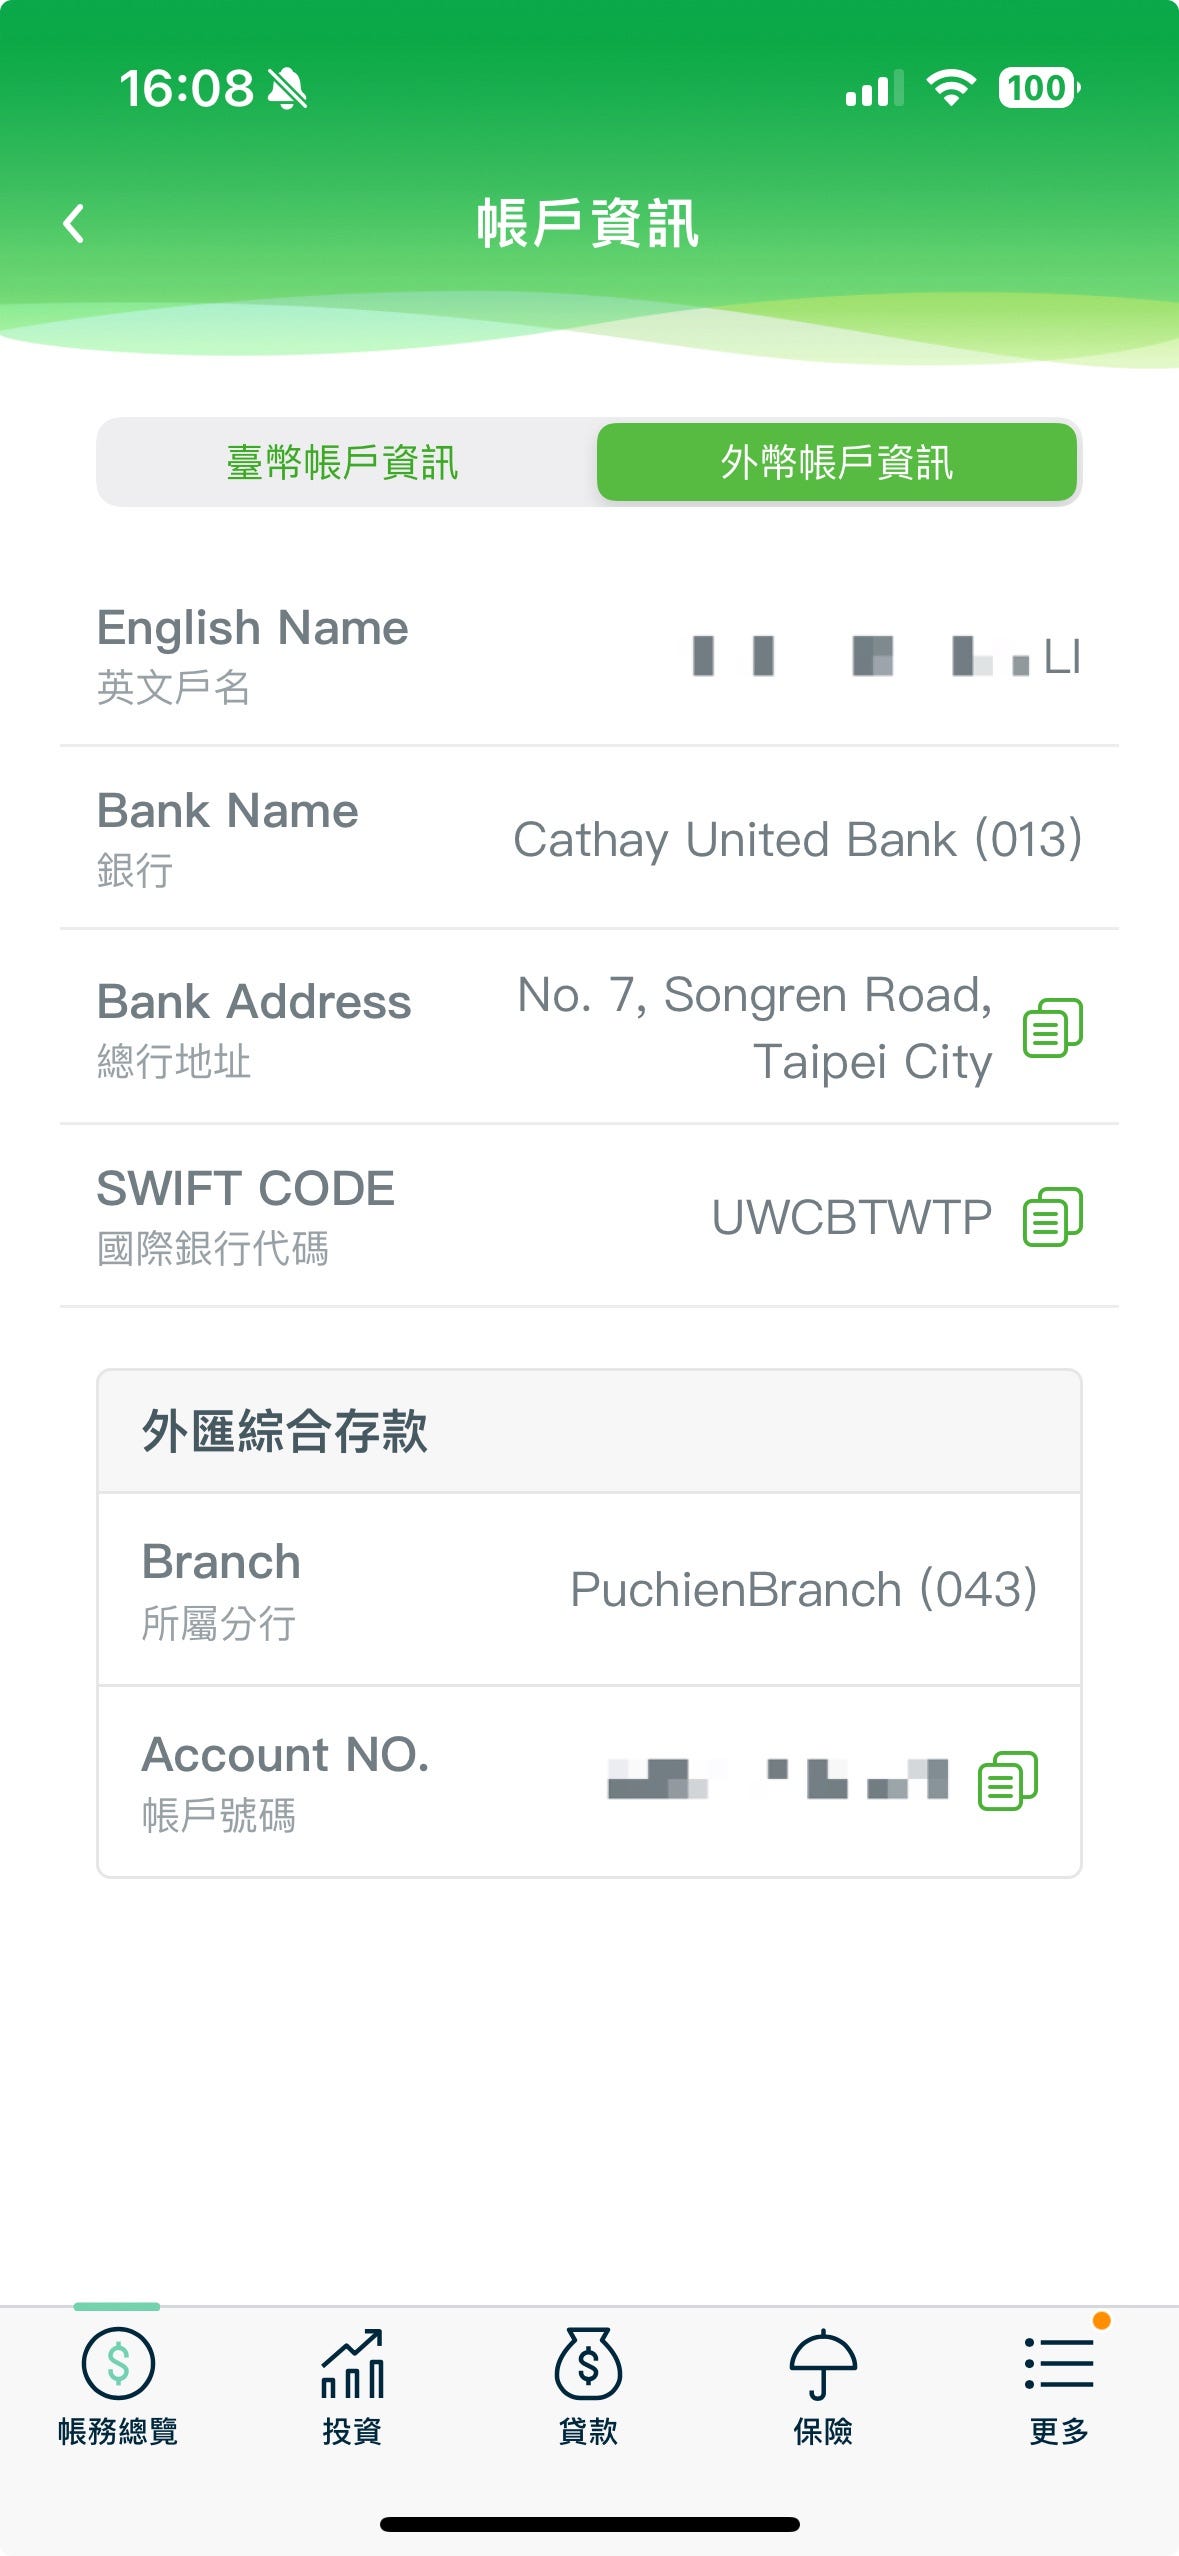 16:08
100
帳戶資訊
臺幣帳戶資訊
外幣帳戶資訊
English Name
英文戶名
LI
Bank Name
銀行
Cathay United Bank (013)
Bank Address
總行地址
No. 7, Songren Road,
Taipei City
SWIFT CODE
國際銀行代碼
UWCBTWTP
外匯綜合存款
Branch
所屬分行
PuchienBranch (043)
Account NO.
帳戶號碼
帳務總覽
投資
貸款
保險
更多